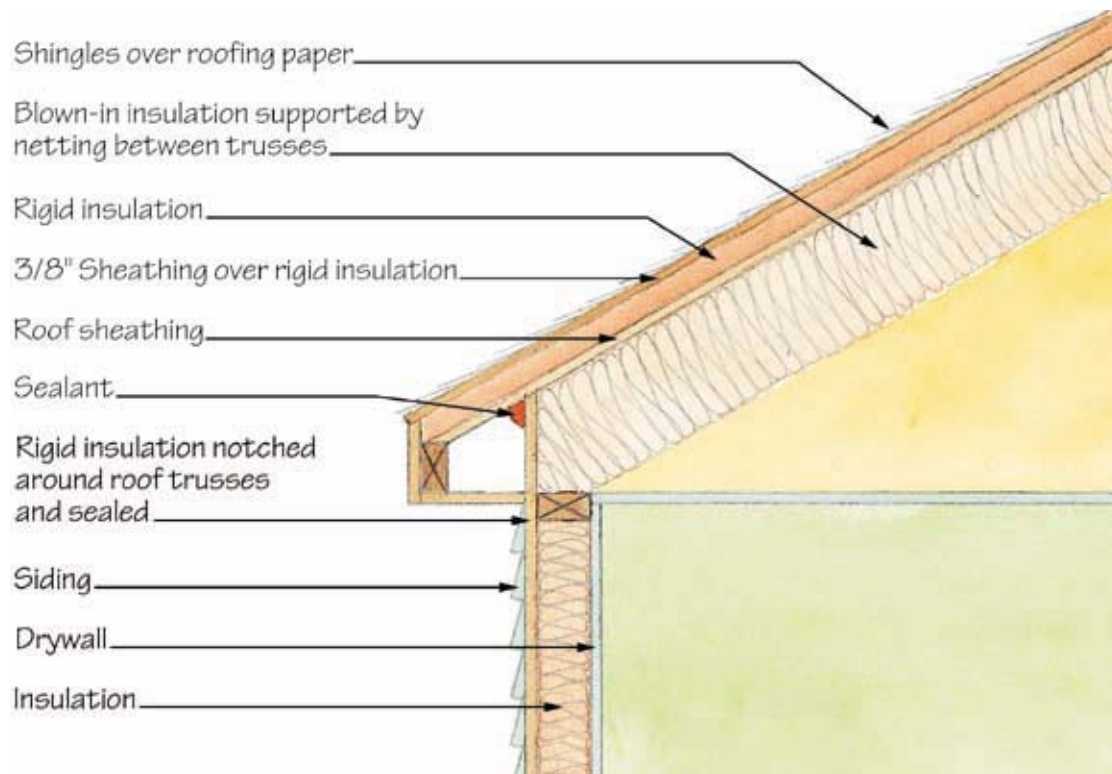 Shingles over roofing paper
Blown-in insulation supported by
netting between trusses
Rigid insulation
3/8" Sheathing over rigid insulation
Roof sheathing
Sealant
Rigid insulation notched
around roof trusses
and sealed
Siding
Drywall
Insulation